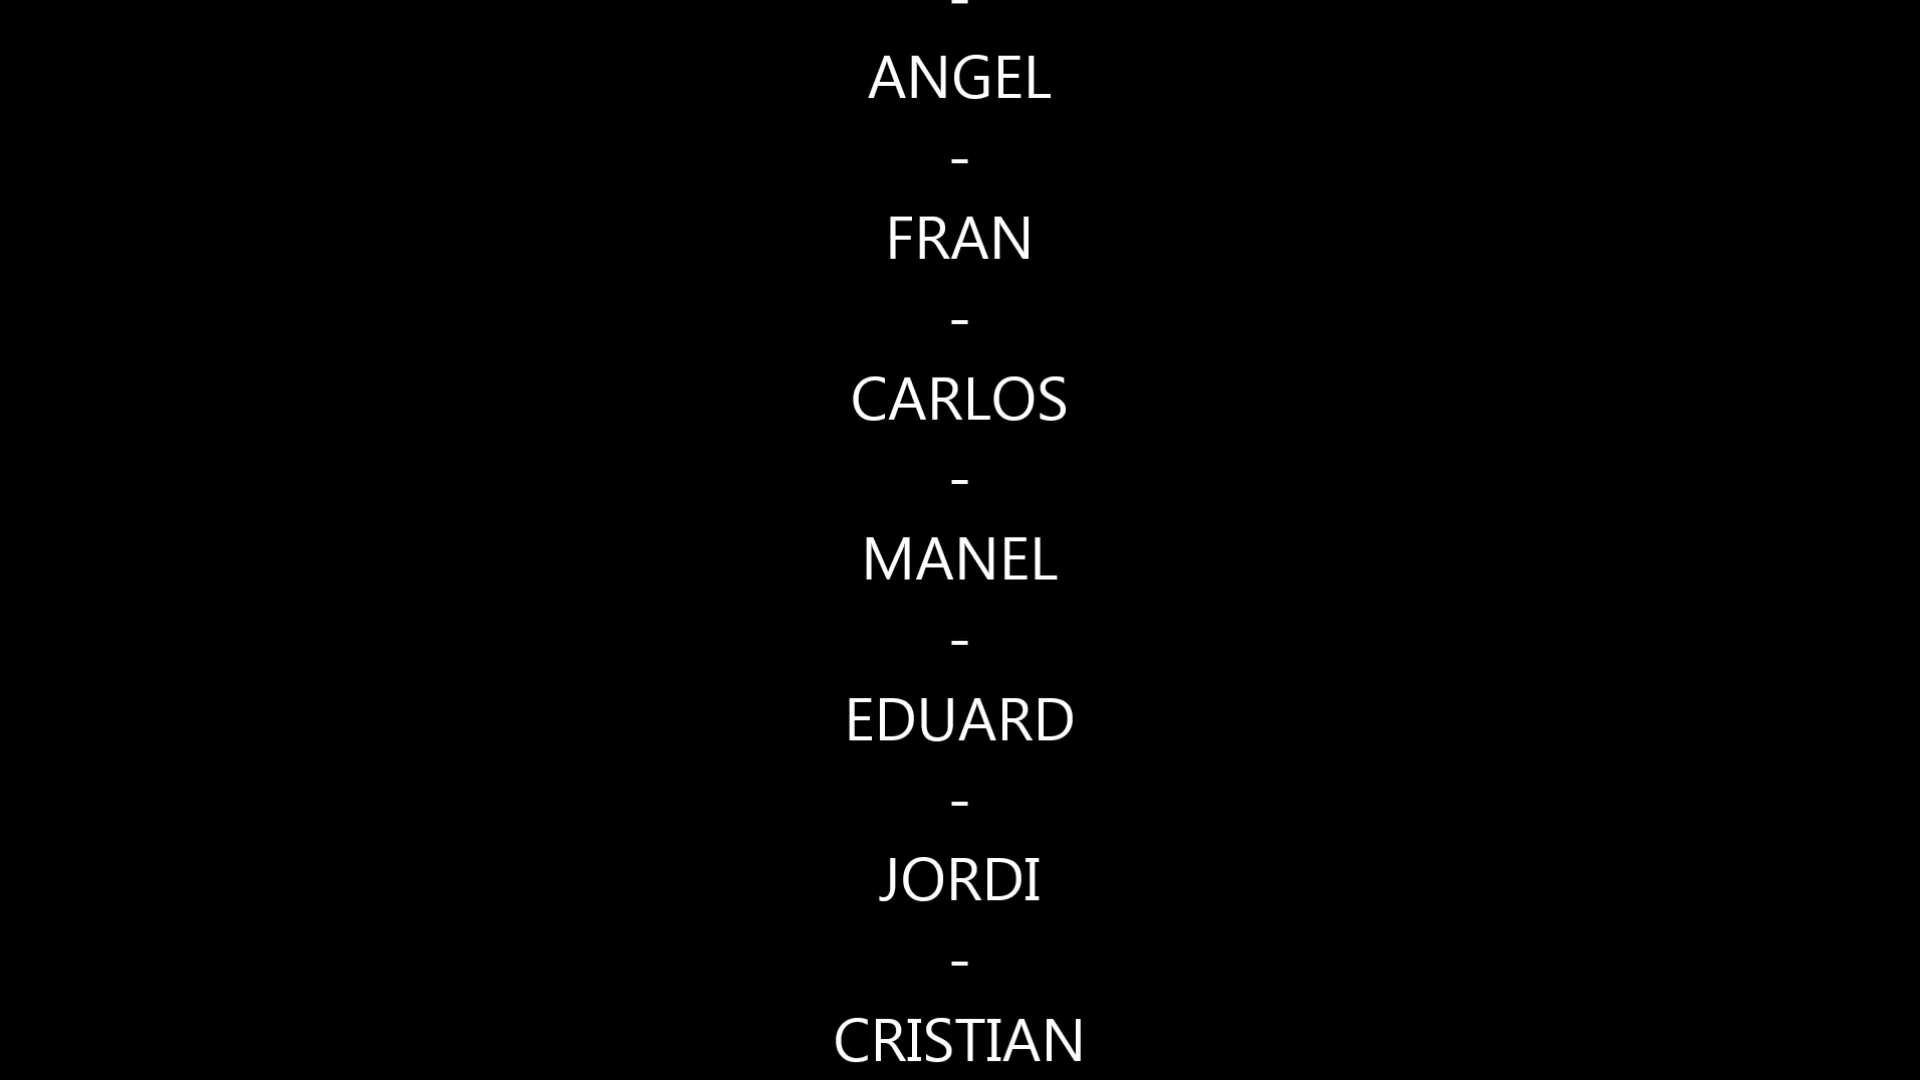 -
ANGEL
-
FRAN
-
CARLOS
-
MANEL
-
EDUARD
-
JORDI
-
CRISTIAN